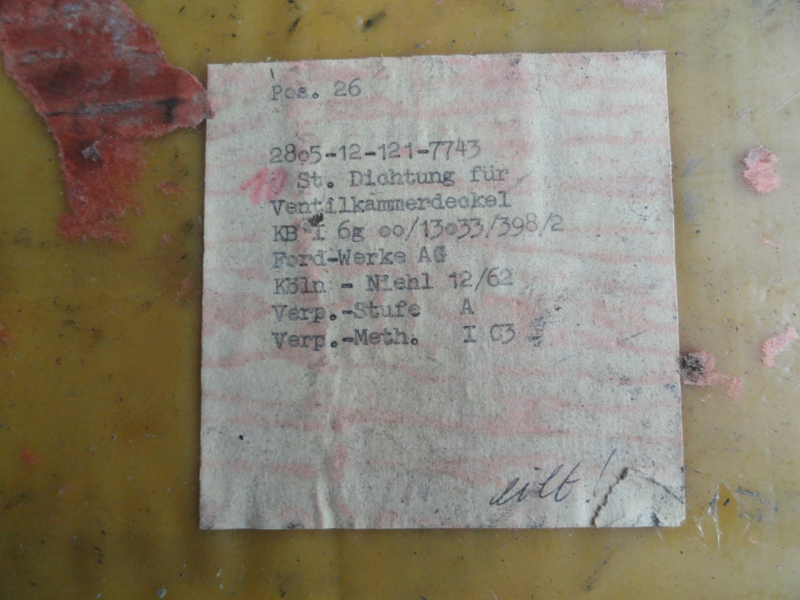 Pos. 26
28o5-12-121-7743
10 St. Dichtung für
Ventilkammerdeckel
KB I 6g oo/13o33/398/2
Ford-Werke AG
Köln - Niehl 12/62
Verp.-Stufe A
Verp.-Meth. I C3
eilt!